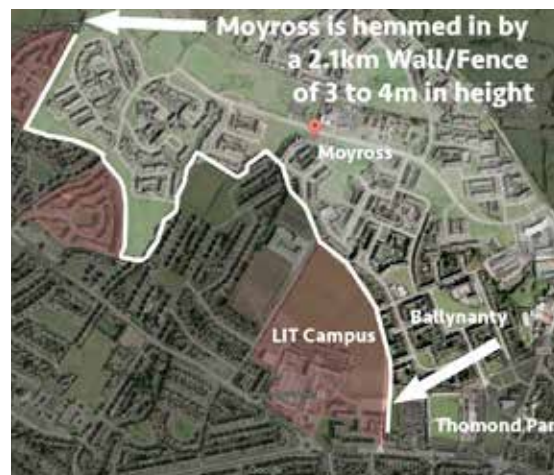 Moyross is hemmed in by
a 2.1km Wall/Fence
of 3 to 4m in height
Moyross
Ballynanty
LIT Campus
Thomond Par